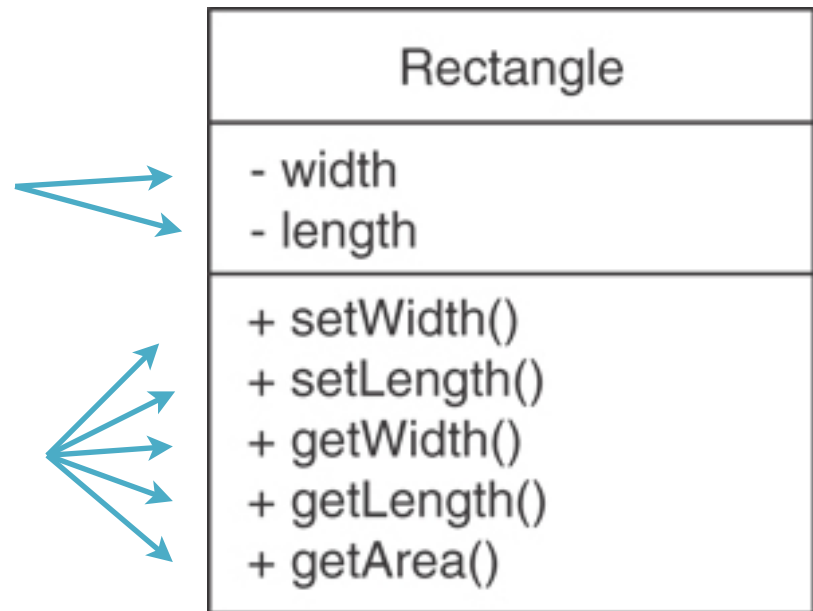 Rectangle
- width
- length
+ setWidth()
+ setLength()
+ getWidth()
+ getLength()
+ getArea()